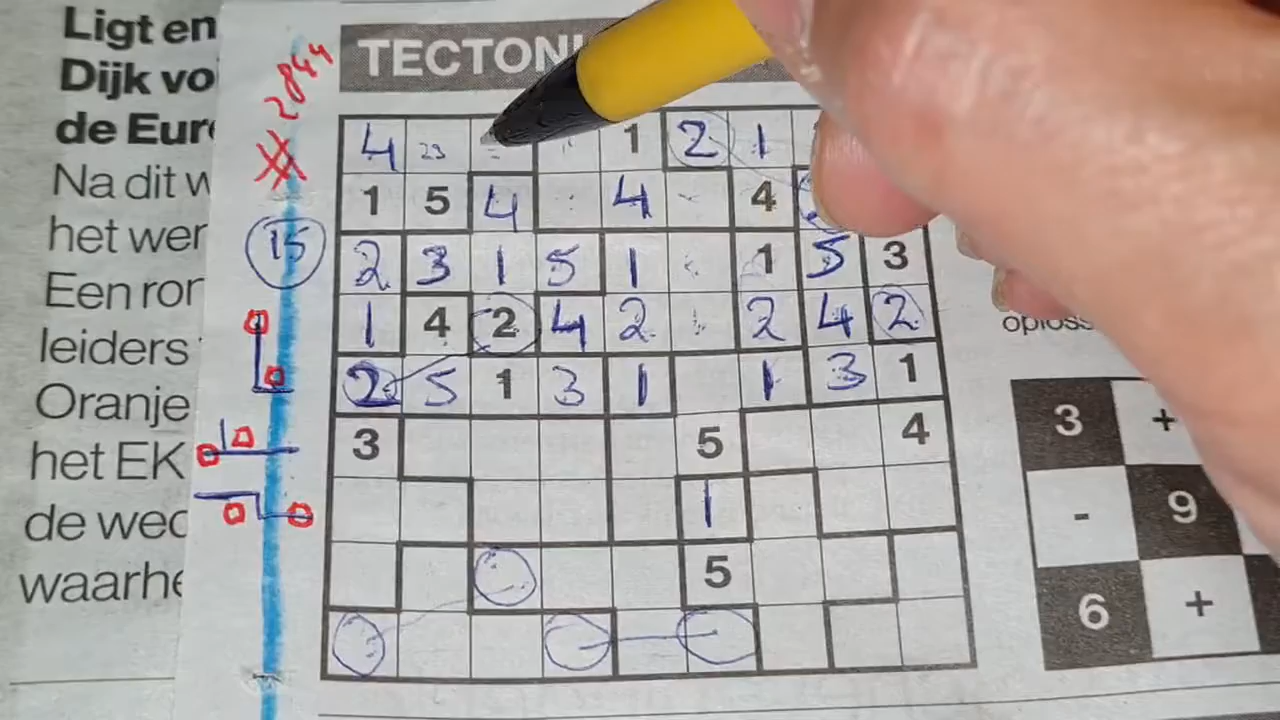 Ligt en
Dijk vo
de Eur
Na dit w
het wer
Een ron
leiders
Oranje
het EK
de wed
waarhe
# 2844
15
TECTONI
4 23 1 2 1
1 5 4 4 4
2 3 1 5 1 1 5 3
1 4 2 4 2 2 4 2
2 5 1 3 1 1 3 1
3 5 4
1
5
oploss
3 +
- 9
6 +